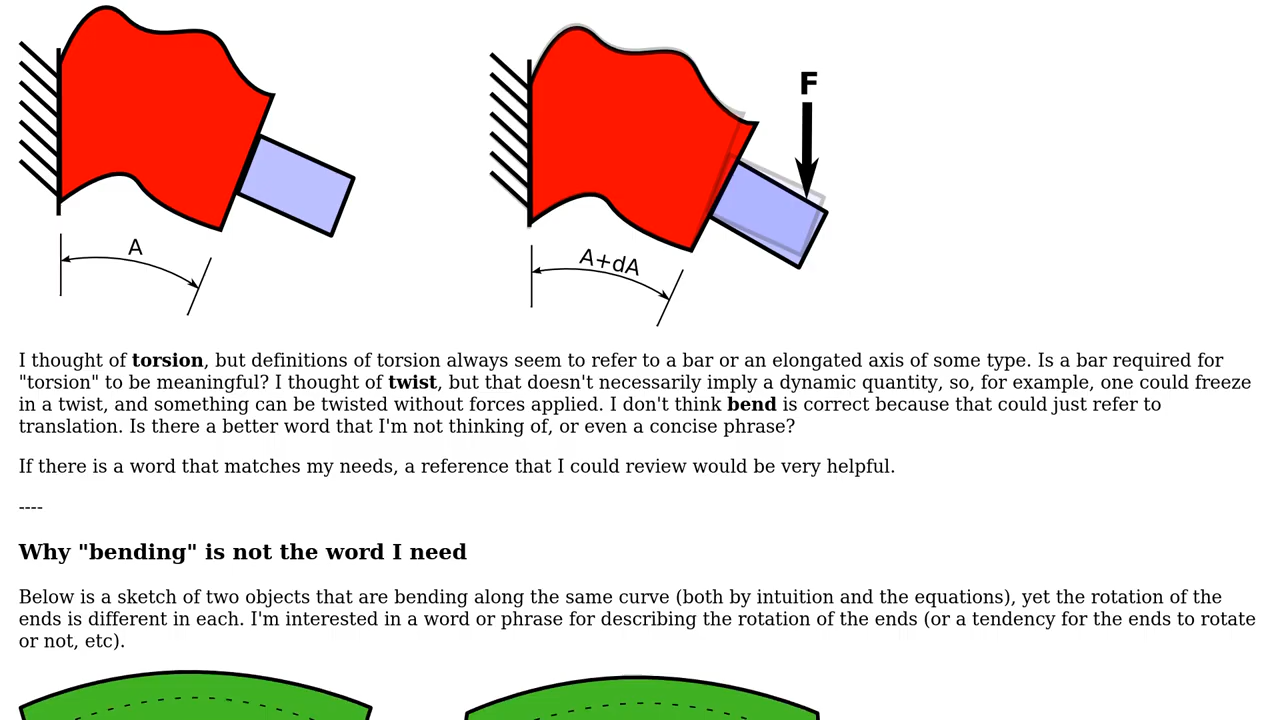 F
A
A+dA
I thought of torsion, but definitions of torsion always seem to refer to a bar or an elongated axis of some type. Is a bar required for
"torsion" to be meaningful? I thought of twist, but that doesn't necessarily imply a dynamic quantity, so, for example, one could freeze
in a twist, and something can be twisted without forces applied. I don't think bend is correct because that could just refer to
translation. Is there a better word that I'm not thinking of, or even a concise phrase?
If there is a word that matches my needs, a reference that I could review would be very helpful.
----
Why "bending" is not the word I need
Below is a sketch of two objects that are bending along the same curve (both by intuition and the equations), yet the rotation of the
ends is different in each. I'm interested in a word or phrase for describing the rotation of the ends (or a tendency for the ends to rotate
or not, etc).